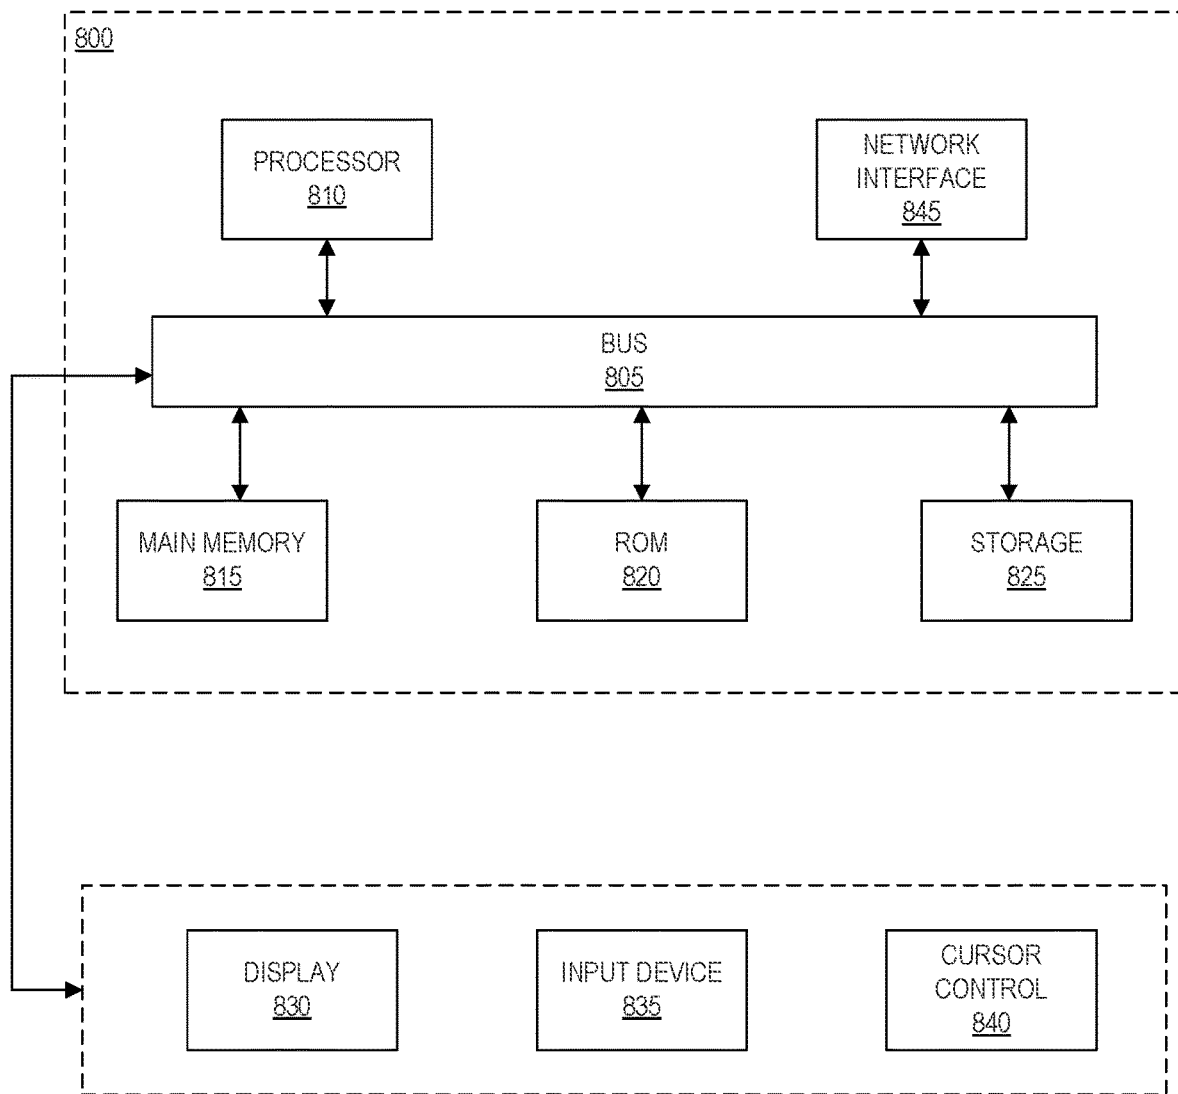 800
PROCESSOR
810
NETWORK
INTERFACE
845
BUS
805
MAIN MEMORY
815
ROM
820
STORAGE
825
DISPLAY
830
INPUT DEVICE
835
CURSOR
CONTROL
840